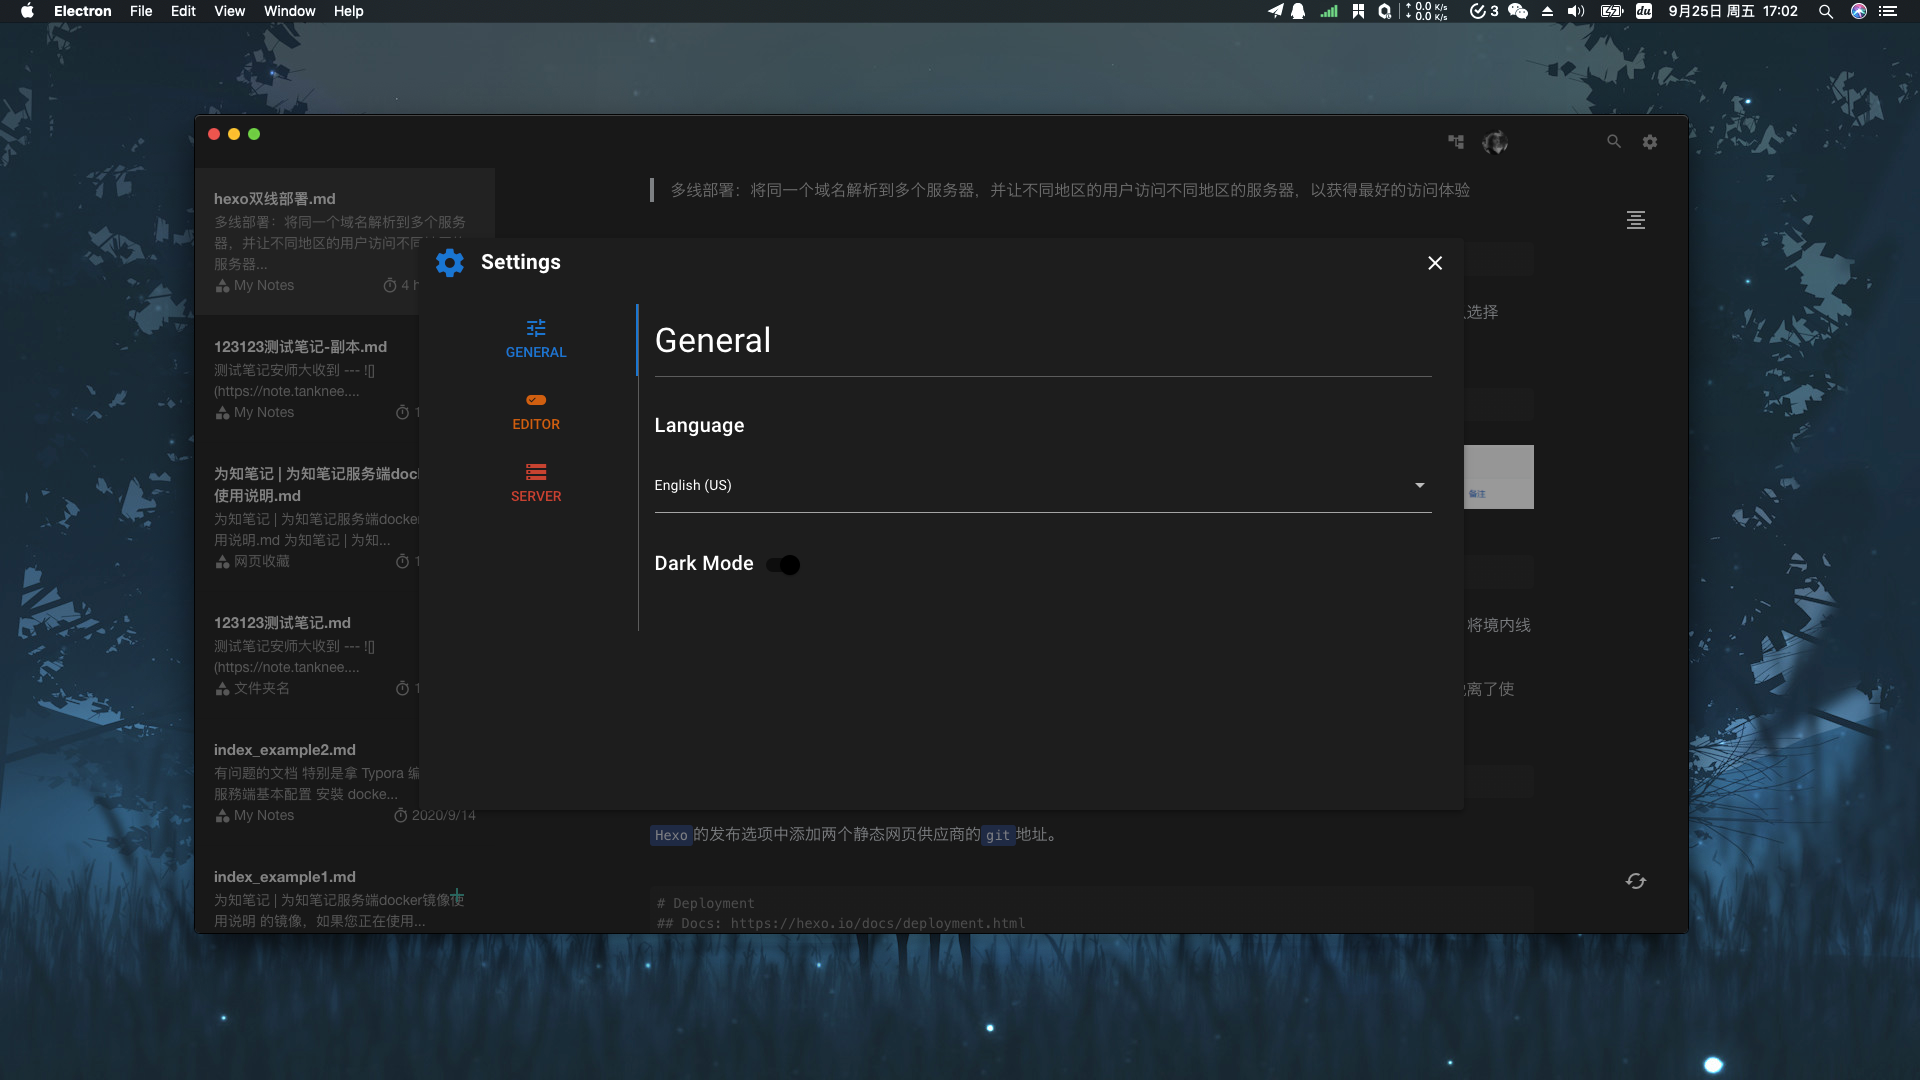 Electron File Edit View Window Help
0.0 K/s
0.0 K/s
3
du
9月25日 周五 17:02
hexo双线部署.md
多线部署：将同一个域名解析到多个服务
器，并让不同地区的用户访问不同
服务器...
My Notes
4 h
123123测试笔记-副本.md
测试笔记安师大收到 --- ![]
(https://note.tanknee....
My Notes
1
为知笔记 | 为知笔记服务端doc
使用说明.md
为知笔记 | 为知笔记服务端docker
用说明.md 为知笔记 | 为知...
网页收藏
1
123123测试笔记.md
测试笔记安师大收到 --- ![]
(https://note.tanknee....
文件夹名
1
index_example2.md
有问题的文档 特别是拿 Typora 编
服務端基本配置 安裝 docke...
My Notes
2020/9/14
index_example1.md
为知笔记 | 为知笔记服务端docker镜像使
用说明 的镜像，如果您正在使用...
多线部署：将同一个域名解析到多个服务器，并让不同地区的用户访问不同地区的服务器，以获得最好的访问体验
选择
备注
将境内线
离了使
Settings
GENERAL
EDITOR
SERVER
General
Language
English (US)
Dark Mode
Hexo的发布选项中添加两个静态网页供应商的git地址。
# Deployment
## Docs: https://hexo.io/docs/deployment.html